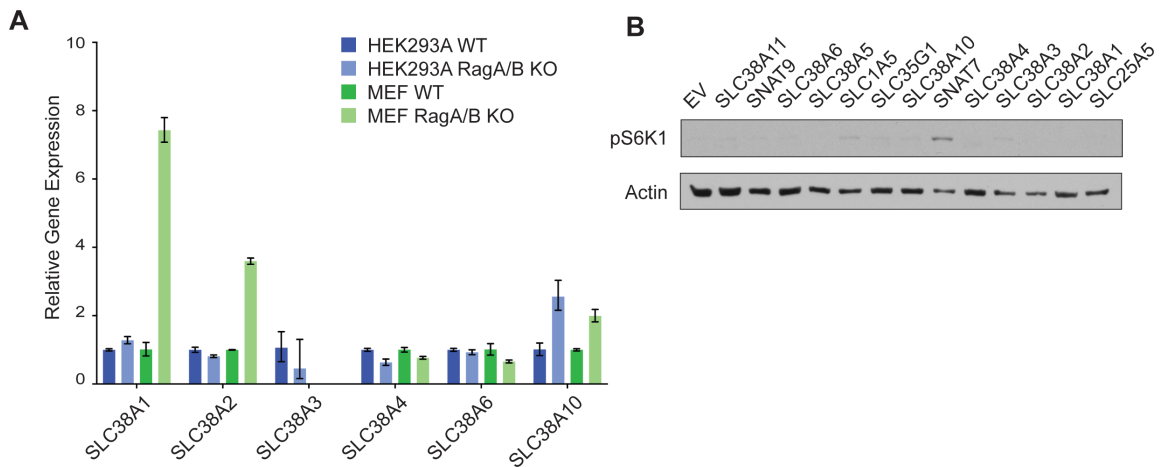 A
10
8
6
4
2
0
Relative Gene Expression
HEK293A WT
HEK293A RagA/B KO
MEF WT
MEF RagA/B KO
SLC38A1
SLC38A2
SLC38A3
SLC38A4
SLC38A6
SLC38A10
B
EV
SLC38A11
SNAT9
SLC38A6
SLC38A5
SLC1A5
SLC35G1
SLC38A10
SNAT7
SLC38A4
SLC38A3
SLC38A2
SLC38A1
SLC25A5
pS6K1
Actin